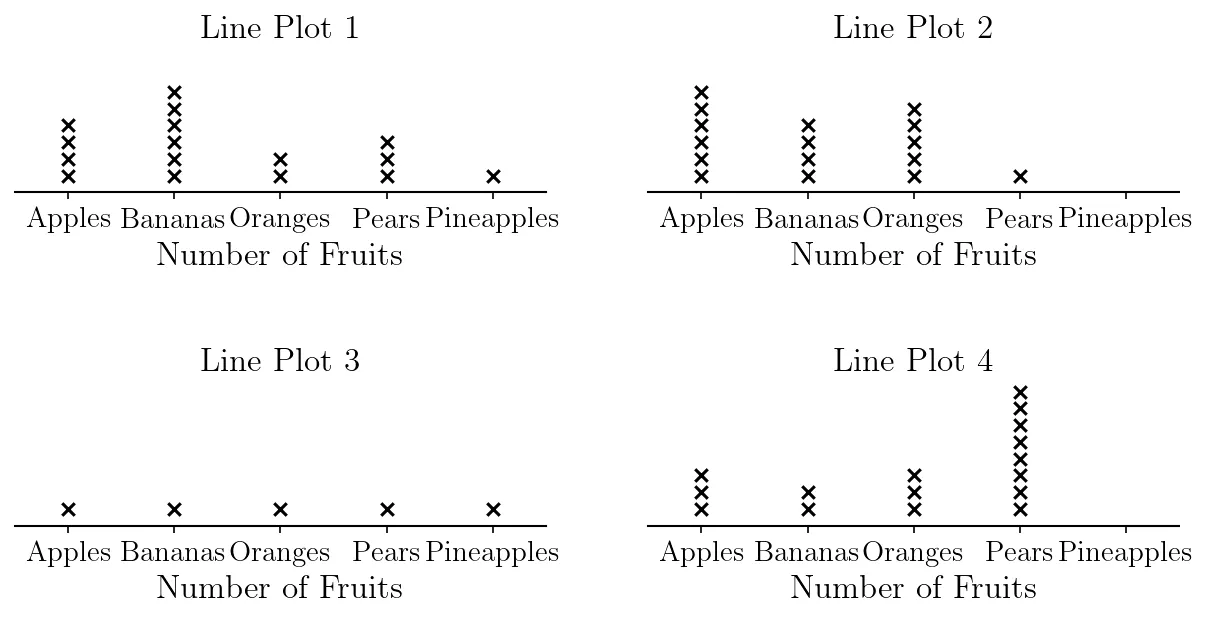 Line Plot 1
Apples Bananas Oranges Pears Pineapples
Number of Fruits
Line Plot 2
Apples Bananas Oranges Pears Pineapples
Number of Fruits
Line Plot 3
Apples Bananas Oranges Pears Pineapples
Number of Fruits
Line Plot 4
Apples Bananas Oranges Pears Pineapples
Number of Fruits